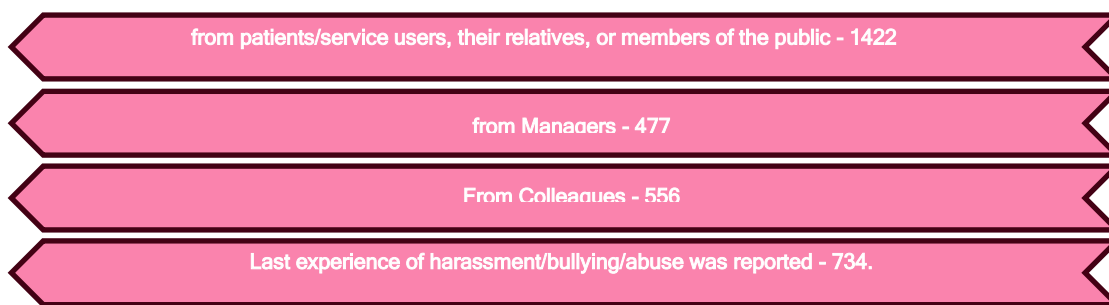 from patients/service users, their relatives, or members of the public - 1422
from Managers - 477
From Colleagues - 556
Last experience of harassment/bullying/abuse was reported - 734.